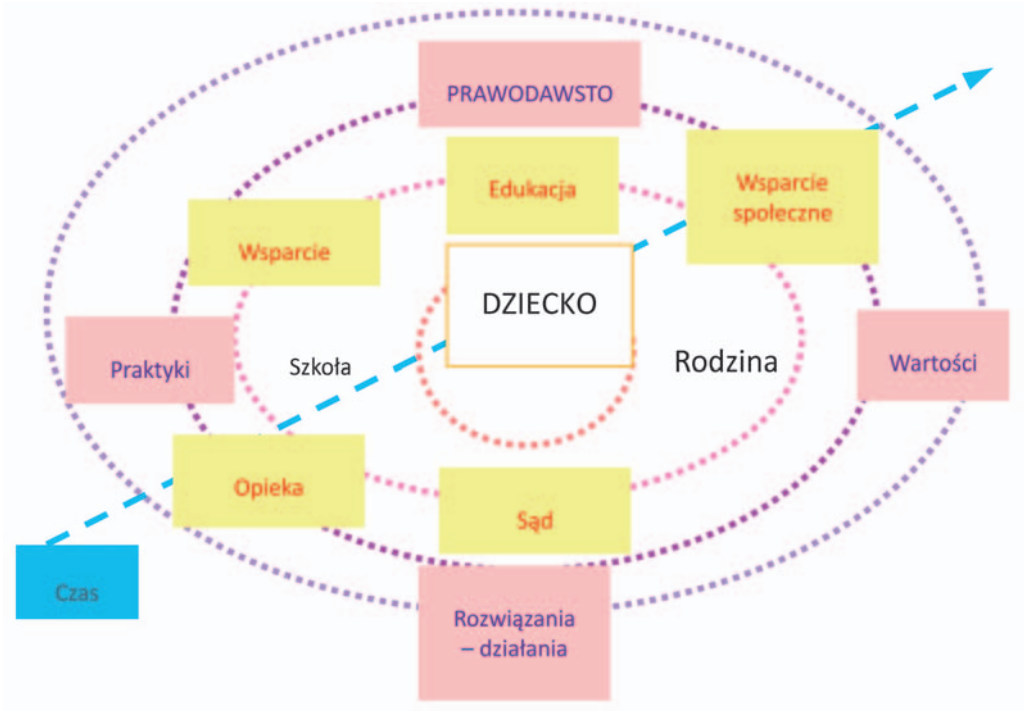 PRAWODAWSTO
Edukacja
Wsparcie
społeczne
Wsparcie
DZIECKO
Praktyki
Szkoła
Rodzina
Wartości
Opieka
Sąd
Czas
Rozwiązania
– działania